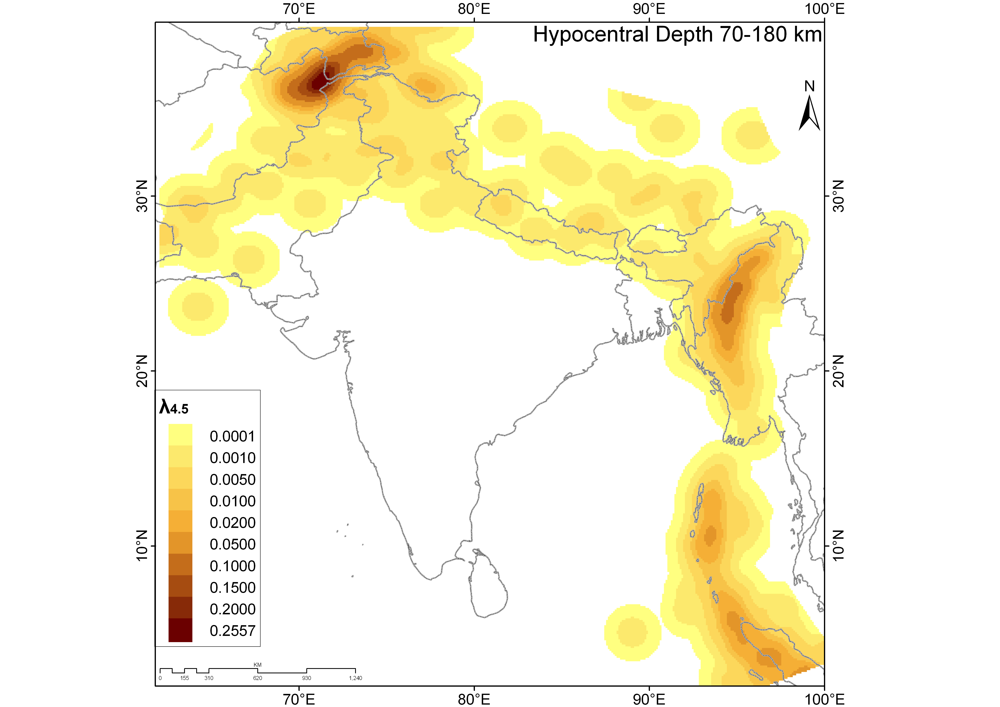 70°E 80°E 90°E 100°E
Hypocentral Depth 70-180 km
N
30°N 30°N
20°N 20°N
λ4.5
0.0001
0.0010
0.0050
0.0100
0.0200
0.0500
0.1000
0.1500
0.2000
0.2557
10°N 10°N
KM
0 155 310 620 930 1,240
70°E 80°E 90°E 100°E